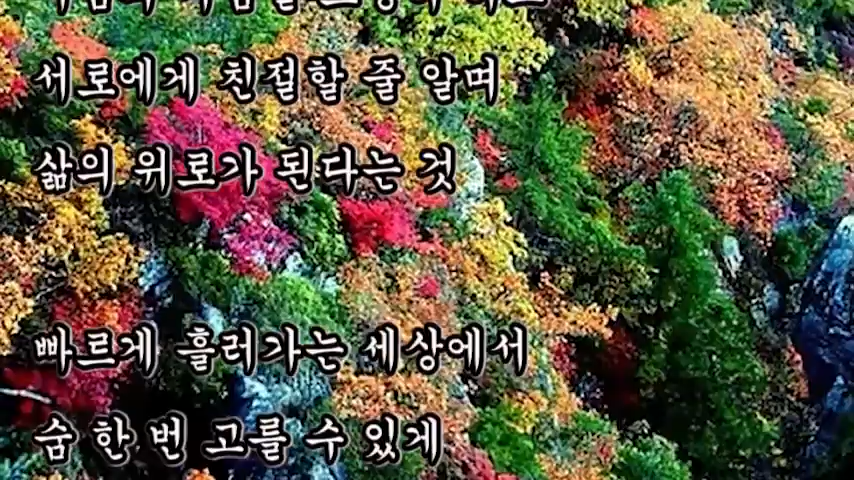 서로에게 친절할 줄 알며
삶의 위로가 된다는 것
빠르게 흘러가는 세상에서
숨 한 번 고를 수 있게